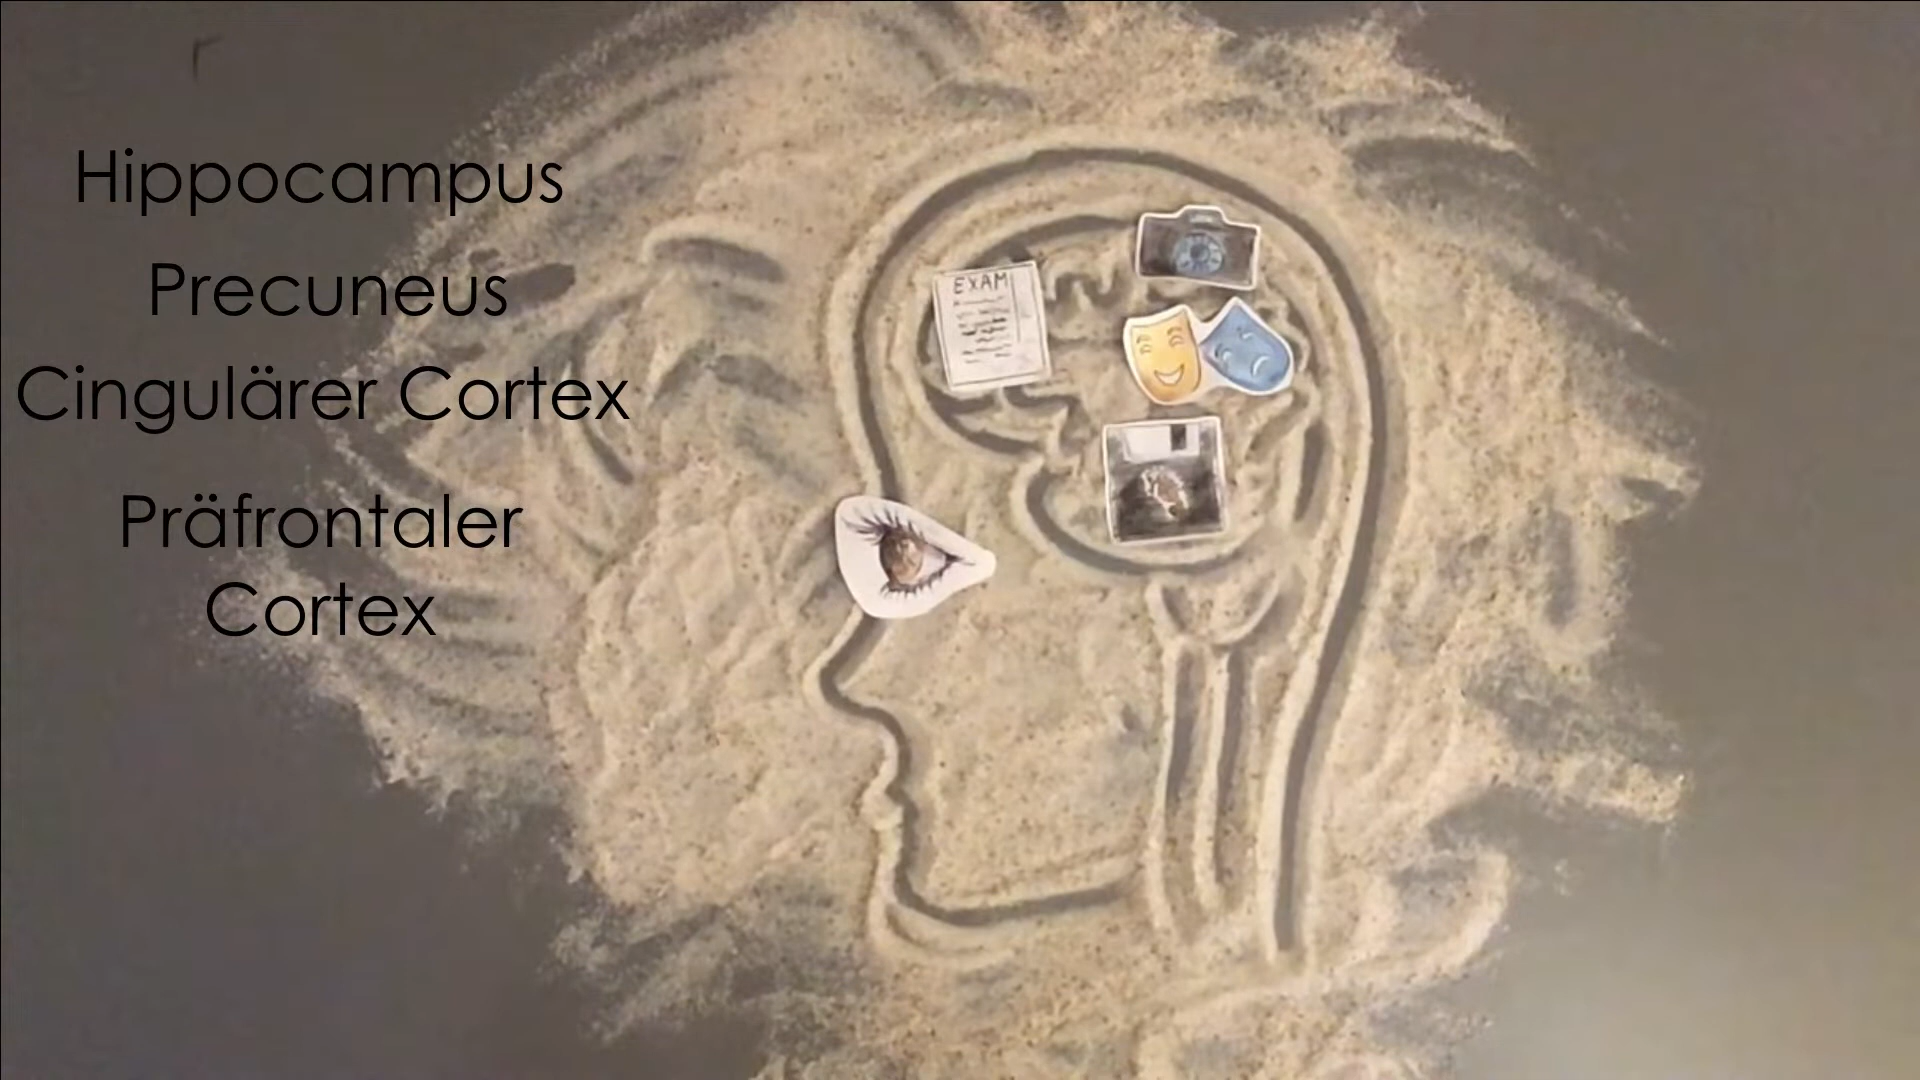 Hippocampus
Precuneus
Cingulärer Cortex
Präfrontaler
Cortex
EXAM